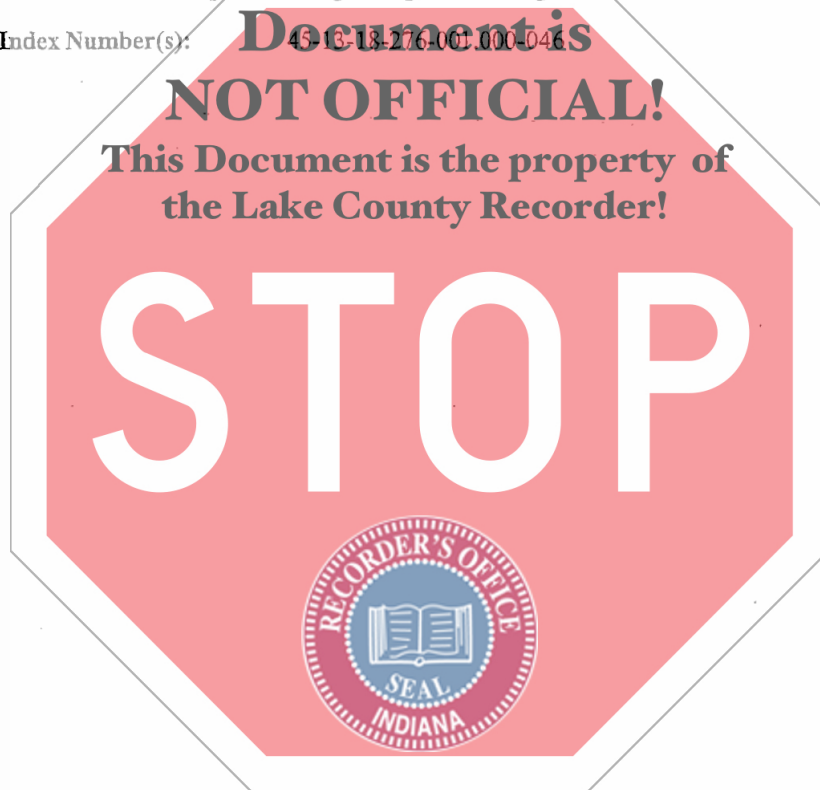 Index Number(s): 45-13-18-276-001.000-046
Document is
NOT OFFICIAL!
This Document is the property of
the Lake County Recorder!
STOP
RECORDER'S OFFICE
SEAL
INDIANA